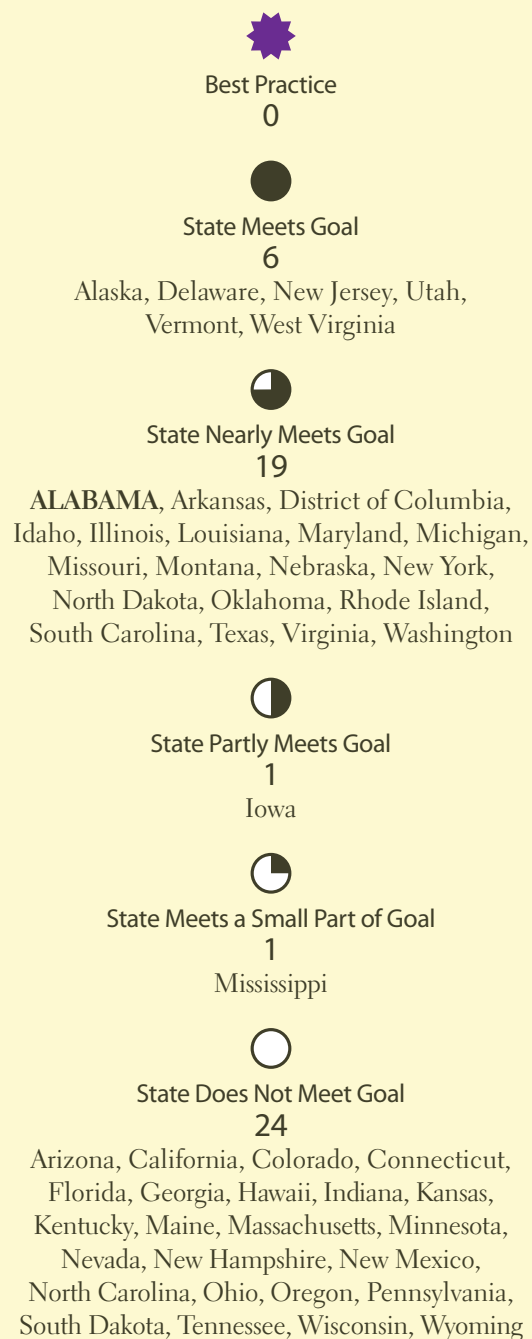 Best Practice
0
State Meets Goal
6
Alaska, Delaware, New Jersey, Utah,
Vermont, West Virginia
State Nearly Meets Goal
19
ALABAMA, Arkansas, District of Columbia,
Idaho, Illinois, Louisiana, Maryland, Michigan,
Missouri, Montana, Nebraska, New York,
North Dakota, Oklahoma, Rhode Island,
South Carolina, Texas, Virginia, Washington
State Partly Meets Goal
1
Iowa
State Meets a Small Part of Goal
1
Mississippi
State Does Not Meet Goal
24
Arizona, California, Colorado, Connecticut,
Florida, Georgia, Hawaii, Indiana, Kansas,
Kentucky, Maine, Massachusetts, Minnesota,
Nevada, New Hampshire, New Mexico,
North Carolina, Ohio, Oregon, Pennsylvania,
South Dakota, Tennessee, Wisconsin, Wyoming